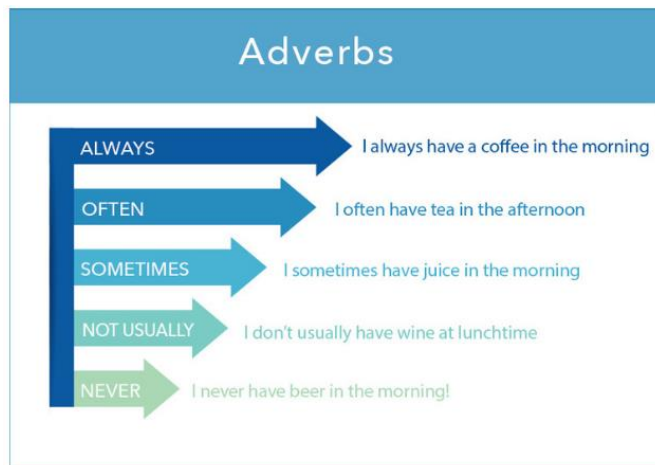 Adverbs
ALWAYS I always have a coffee in the morning
OFTEN I often have tea in the afternoon
SOMETIMES I sometimes have juice in the morning
NOT USUALLY I don't usually have wine at lunchtime
NEVER I never have beer in the morning!